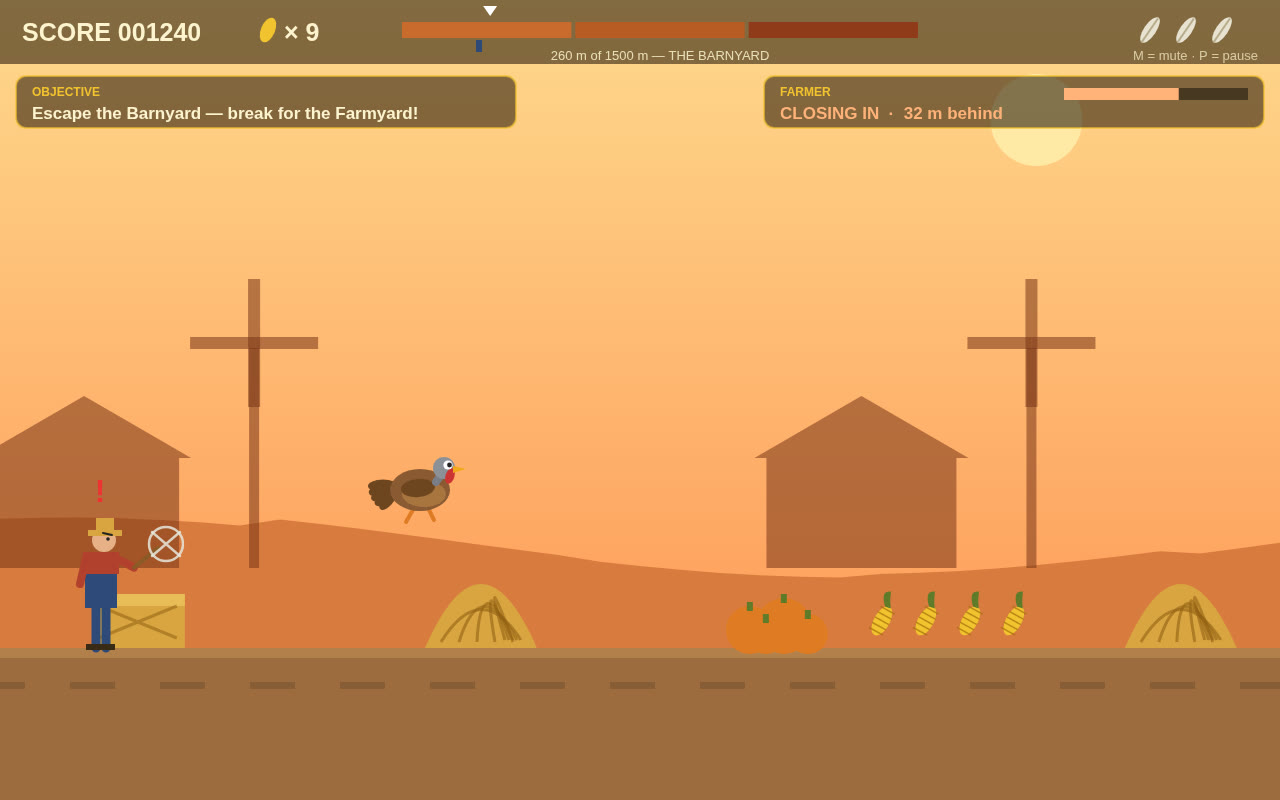 SCORE 001240
× 9
260 m of 1500 m — THE BARNYARD
M = mute · P = pause
OBJECTIVE
Escape the Barnyard — break for the Farmyard!
FARMER
CLOSING IN · 32 m behind
!